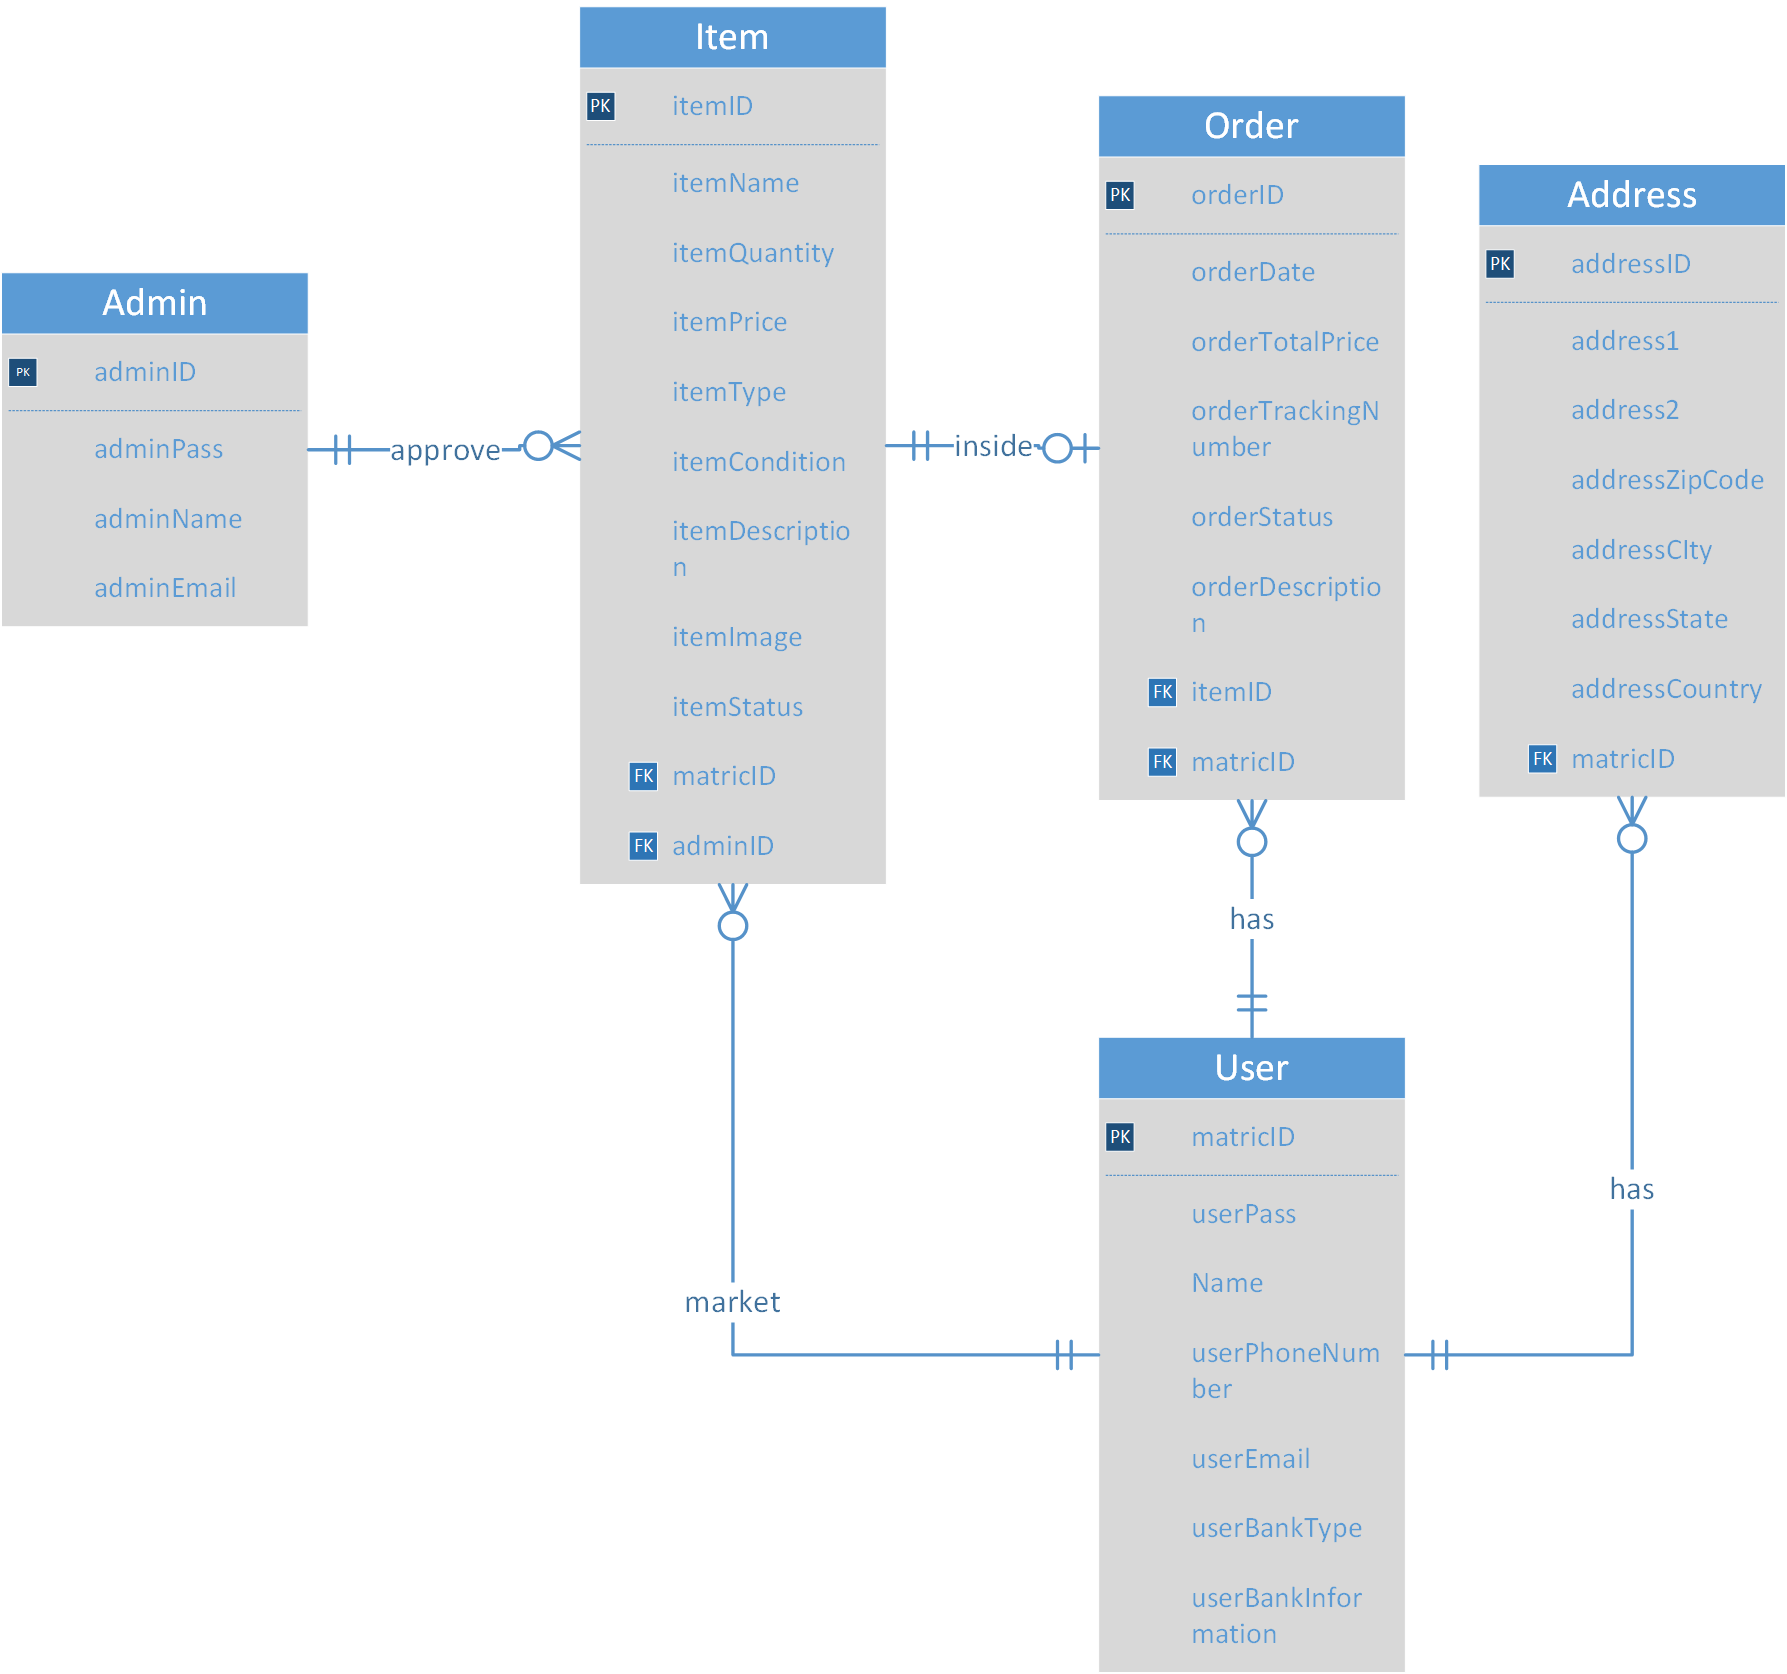 Item
PK itemID
itemName
itemQuantity
itemPrice
itemType
itemCondition
itemDescriptio
n
itemImage
itemStatus
FK matricID
FK adminID
Order
PK orderID
orderDate
orderTotalPrice
orderTrackingN
umber
orderStatus
orderDescriptio
n
FK itemID
FK matricID
Address
PK addressID
address1
address2
addressZipCode
addressCIty
addressState
addressCountry
FK matricID
Admin
PK adminID
adminPass
adminName
adminEmail
approve
inside
has
has
market
User
PK matricID
userPass
Name
userPhoneNum
ber
userEmail
userBankType
userBankInfor
mation